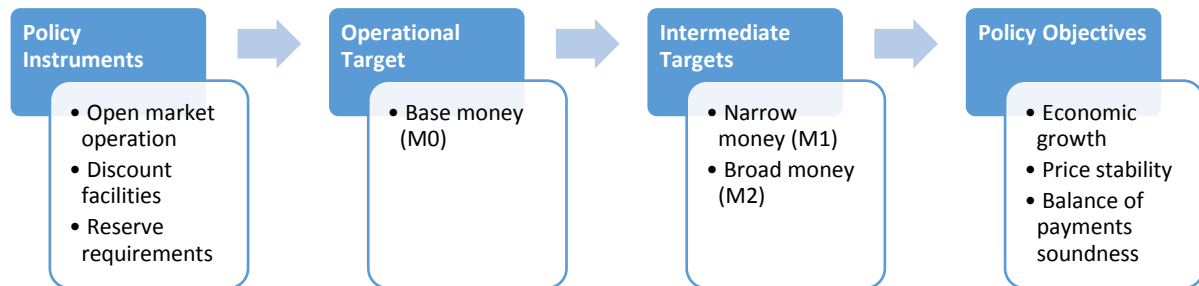 Policy
Instruments
• Open market
operation
• Discount
facilities
• Reserve
requirements
Operational
Target
• Base money
(M0)
Intermediate
Targets
• Narrow
money (M1)
• Broad money
(M2)
Policy Objectives
• Economic
growth
• Price stability
• Balance of
payments
soundness